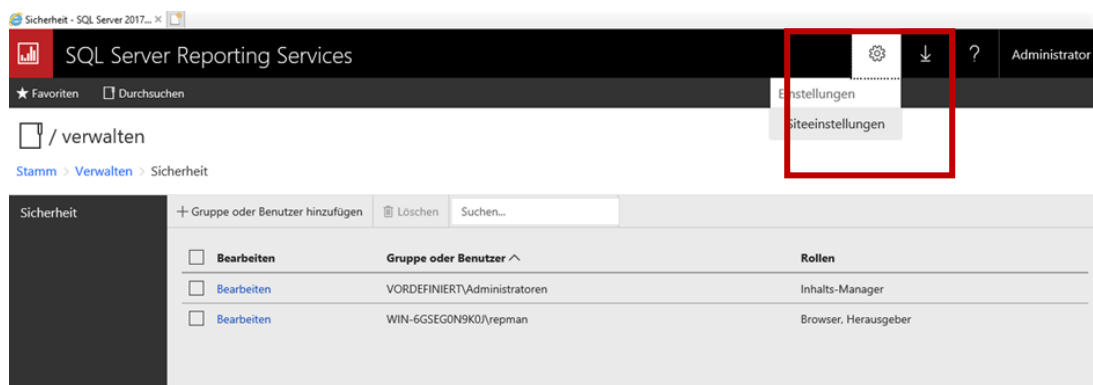 Sicherheit - SQL Server 2017...
SQL Server Reporting Services
?
Administrator
Favoriten Durchsuchen
Einstellungen
Siteeinstellungen
/ verwalten
Stamm > Verwalten > Sicherheit
Sicherheit
+ Gruppe oder Benutzer hinzufügen Löschen Suchen...
Bearbeiten Gruppe oder Benutzer Rollen
Bearbeiten VORDEFINIERT\Administratoren Inhalts-Manager
Bearbeiten WIN-6GSEG0N9K0J\repman Browser, Herausgeber